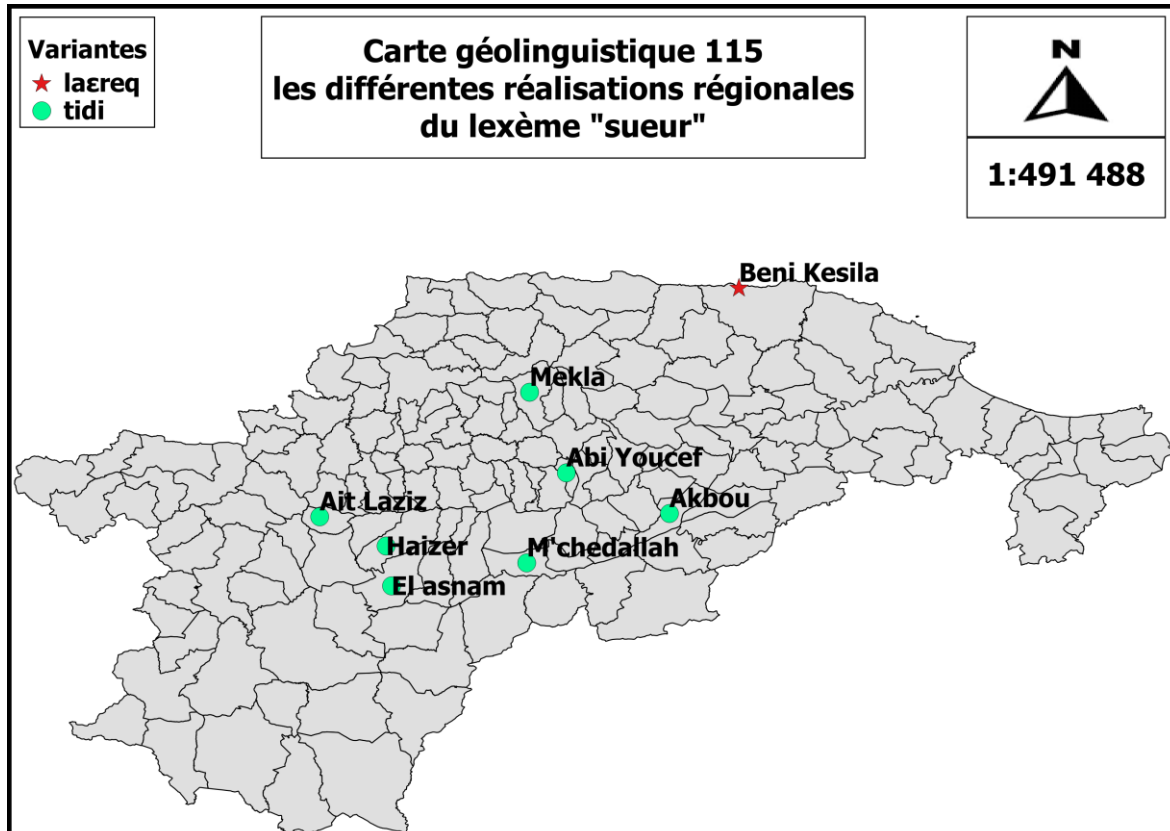 Variantes
laɛreq
tidi
Carte géolinguistique 115
les différentes réalisations régionales
du lexème "sueur"
N
1:491 488
Beni Kesila
Mekla
Abi Youcef
Akbou
Ait Laziz
Haizer
M'chedallah
El asnam